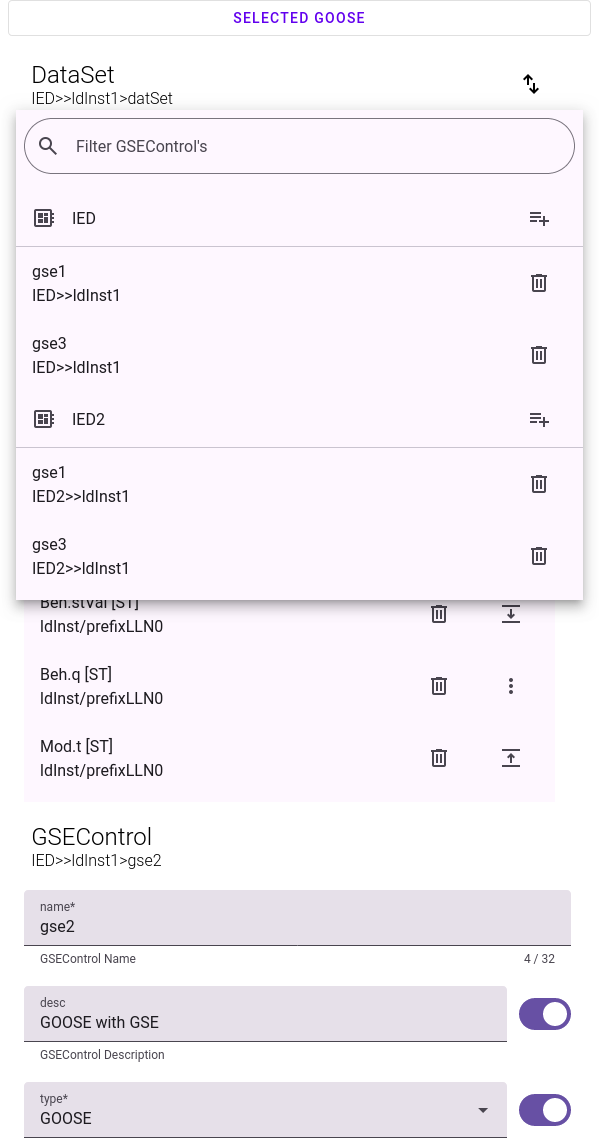 SELECTED GOOSE
DataSet
IED>>ldInst1>datSet
Filter GSEControl's
IED
gse1
IED>>ldInst1
gse3
IED>>ldInst1
IED2
gse1
IED2>>ldInst1
gse3
IED2>>ldInst1
Beh.stVal [ST]
ldInst/prefixLLN0
Beh.q [ST]
ldInst/prefixLLN0
Mod.t [ST]
ldInst/prefixLLN0
GSEControl
IED>>ldInst1>gse2
name*
gse2
GSEControl Name 4 / 32
desc
GOOSE with GSE
GSEControl Description
type*
GOOSE